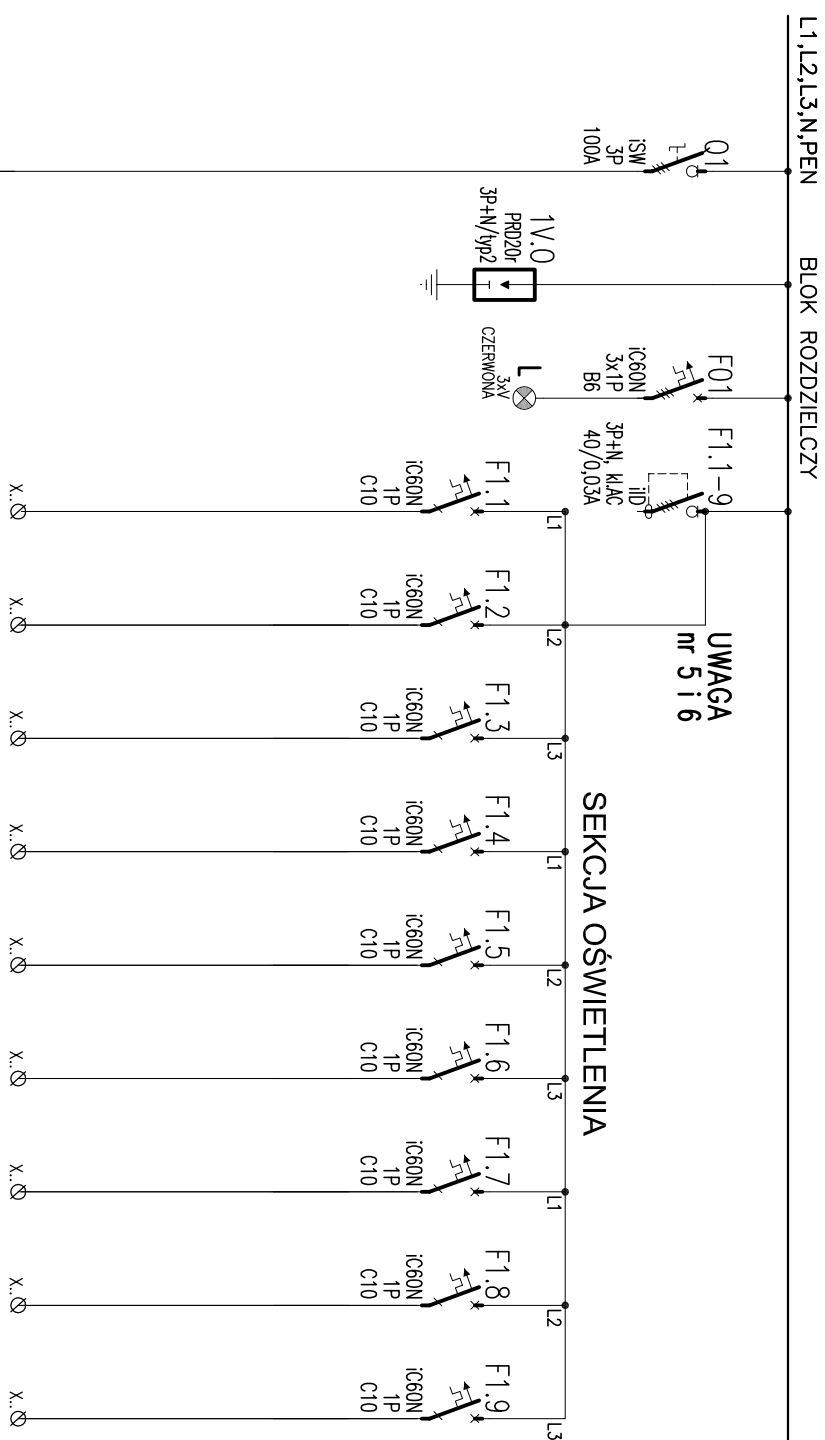 L1,L2,L3,N,PEN
BLOK ROZDZIELCZY
Q1
iSW
3P
100A
1V.0
PRD20r
3P+N/typ2
F01
iC60N
3x1P
B6
L
3xV
CZERWONA
F1.1-9
iID
3P+N, kl.AC
40/0,03A
UWAGA
nr 5 i 6
SEKCJA OŚWIETLENIA
L1
F1.1
iC60N
1P
C10
X..
L2
F1.2
iC60N
1P
C10
X..
L3
F1.3
iC60N
1P
C10
X..
L1
F1.4
iC60N
1P
C10
X..
L2
F1.5
iC60N
1P
C10
X..
L3
F1.6
iC60N
1P
C10
X..
L1
F1.7
iC60N
1P
C10
X..
L2
F1.8
iC60N
1P
C10
X..
L3
F1.9
iC60N
1P
C10
X..